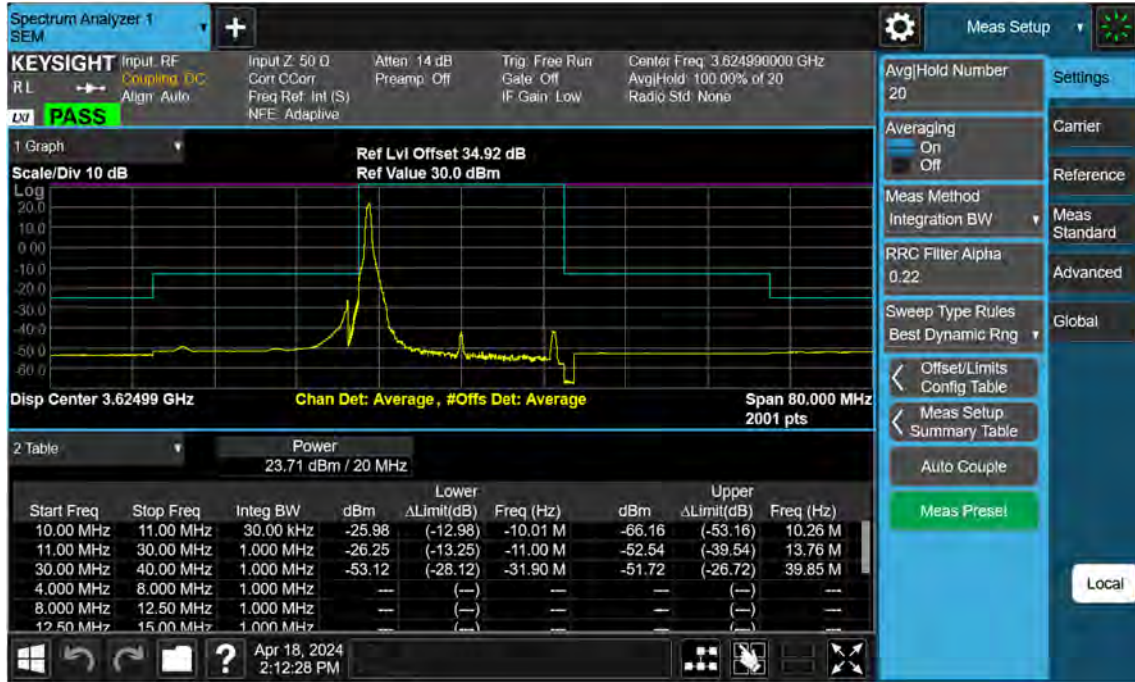 Spectrum Analyzer 1
SEM
+
Meas Setup
KEYSIGHT
RL
LXI
PASS
Input: RF
Coupling: DC
Align: Auto
Input Z: 50 Ω
Corr CCorr
Freq Ref: Int (S)
NFE: Adaptive
Atten: 14 dB
Preamp: Off
Trig: Free Run
Gate: Off
IF Gain: Low
Center Freq: 3.624990000 GHz
Avg|Hold: 100.00% of 20
Radio Std: None
1 Graph
Scale/Div 10 dB
Ref Lvl Offset 34.92 dB
Ref Value 30.0 dBm
Log
20.0
10.0
0.00
-10.0
-20.0
-30.0
-40.0
-50.0
-60.0
Disp Center 3.62499 GHz
Chan Det: Average, #Offs Det: Average
Span 80.000 MHz
2001 pts
2 Table
Power
23.71 dBm / 20 MHz
Lower Upper
Start Freq Stop Freq Integ BW dBm ΔLimit(dB) Freq (Hz) dBm ΔLimit(dB) Freq (Hz)
10.00 MHz 11.00 MHz 30.00 kHz -25.98 (-12.98) -10.01 M -66.16 (-53.16) 10.26 M
11.00 MHz 30.00 MHz 1.000 MHz -26.25 (-13.25) -11.00 M -52.54 (-39.54) 13.76 M
30.00 MHz 40.00 MHz 1.000 MHz -53.12 (-28.12) -31.90 M -51.72 (-26.72) 39.85 M
4.000 MHz 8.000 MHz 1.000 MHz --- (---) --- --- (---) ---
8.000 MHz 12.50 MHz 1.000 MHz --- (---) --- --- (---) ---
12.50 MHz 15.00 MHz 1.000 MHz --- (---) --- --- (---) ---
?
Apr 18, 2024
2:12:28 PM
Avg|Hold Number
20
Averaging
On
Off
Meas Method
Integration BW
RRC Filter Alpha
0.22
Sweep Type Rules
Best Dynamic Rng
Offset/Limits
Config Table
Meas Setup
Summary Table
Auto Couple
Meas Preset
Settings
Carrier
Reference
Meas
Standard
Advanced
Global
Local